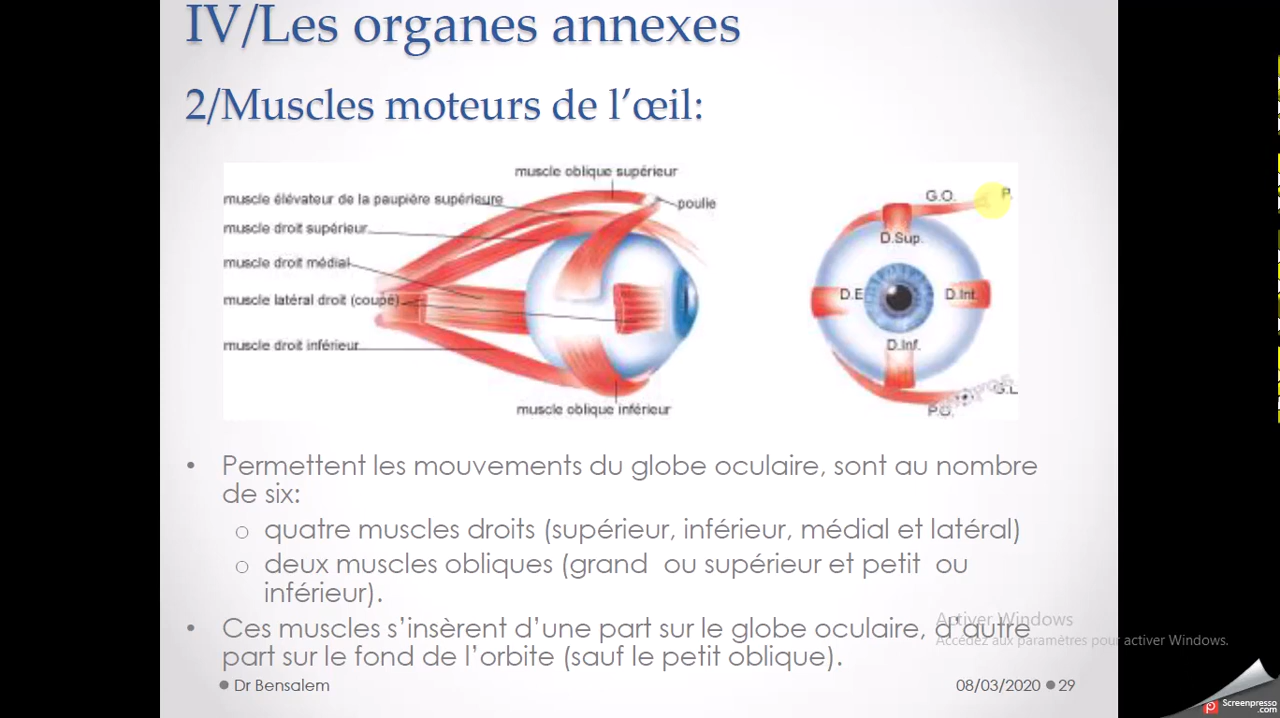 IV/Les organes annexes
2/Muscles moteurs de l'œil:
muscle oblique supérieur
muscle élévateur de la paupière supérieure
poulie
muscle droit supérieur
muscle droit médial
muscle latéral droit (coupé)
muscle droit inférieur
muscle oblique inférieur
G.O.
P.
D.Sup.
D.E
D.Int.
D.Inf.
G.L
P.O.
• Permettent les mouvements du globe oculaire, sont au nombre
de six:
o quatre muscles droits (supérieur, inférieur, médial et latéral)
o deux muscles obliques (grand ou supérieur et petit ou
inférieur).
• Ces muscles s'insèrent d'une part sur le globe oculaire, d'autre
part sur le fond de l'orbite (sauf le petit oblique).
Activer Windows
Accédez aux paramètres pour activer Windows.
Dr Bensalem
08/03/2020
29
Screenpresso
.com